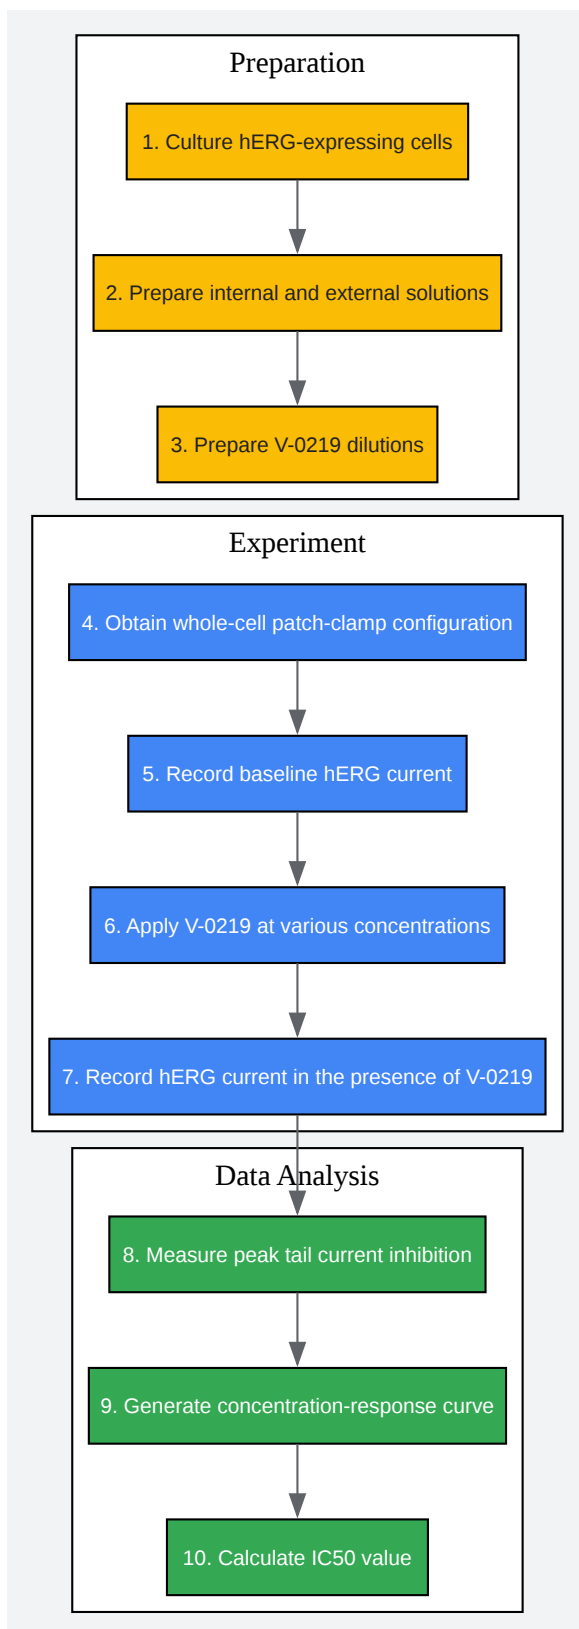 Preparation
1. Culture hERG-expressing cells
2. Prepare internal and external solutions
3. Prepare V-0219 dilutions
Experiment
4. Obtain whole-cell patch-clamp configuration
5. Record baseline hERG current
6. Apply V-0219 at various concentrations
7. Record hERG current in the presence of V-0219
Data Analysis
8. Measure peak tail current inhibition
9. Generate concentration-response curve
10. Calculate IC50 value